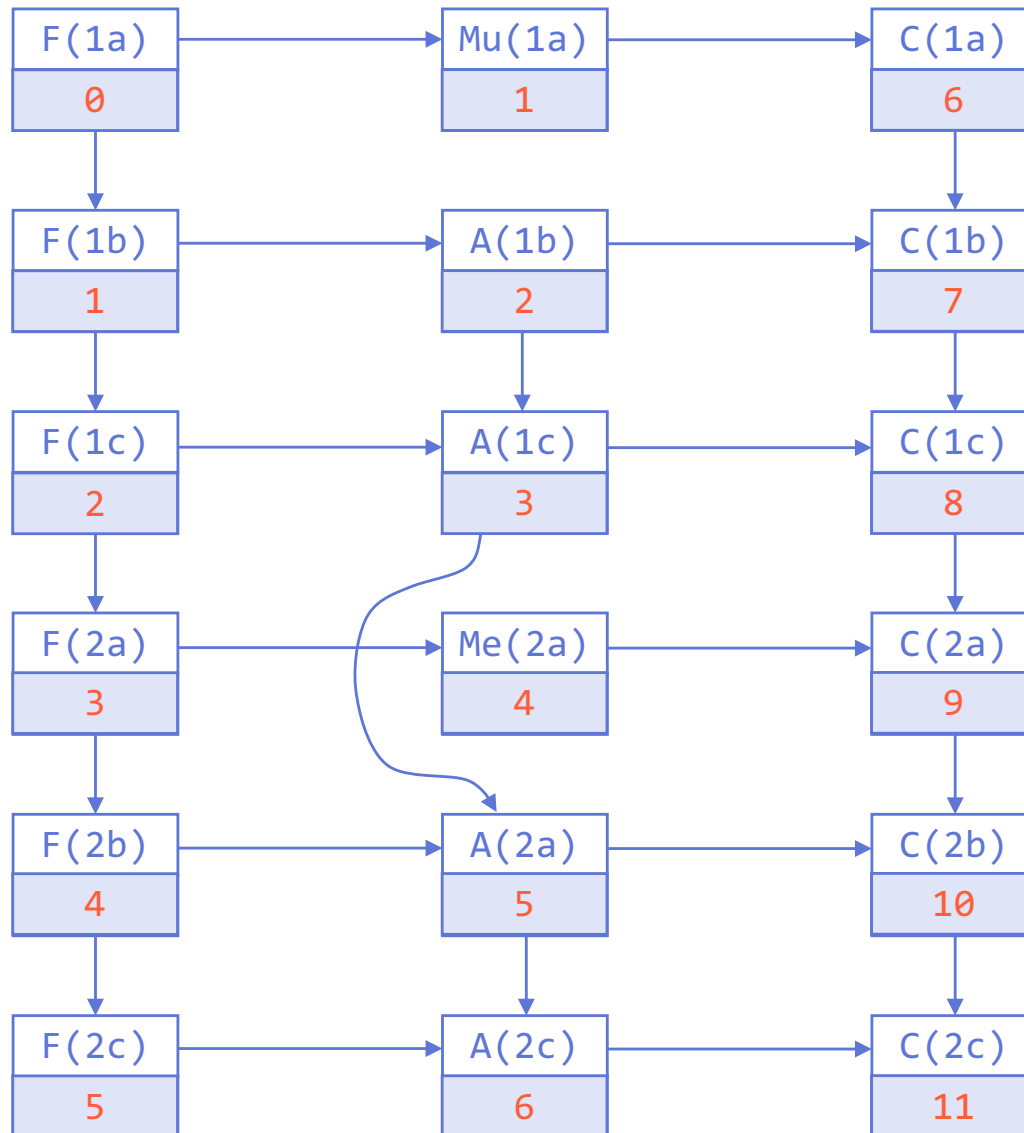 F(1a) Mu(1a) C(1a)
0 1 6
F(1b) A(1b) C(1b)
1 2 7
F(1c) A(1c) C(1c)
2 3 8
F(2a) Me(2a) C(2a)
3 4 9
F(2b) A(2a) C(2b)
4 5 10
F(2c) A(2c) C(2c)
5 6 11